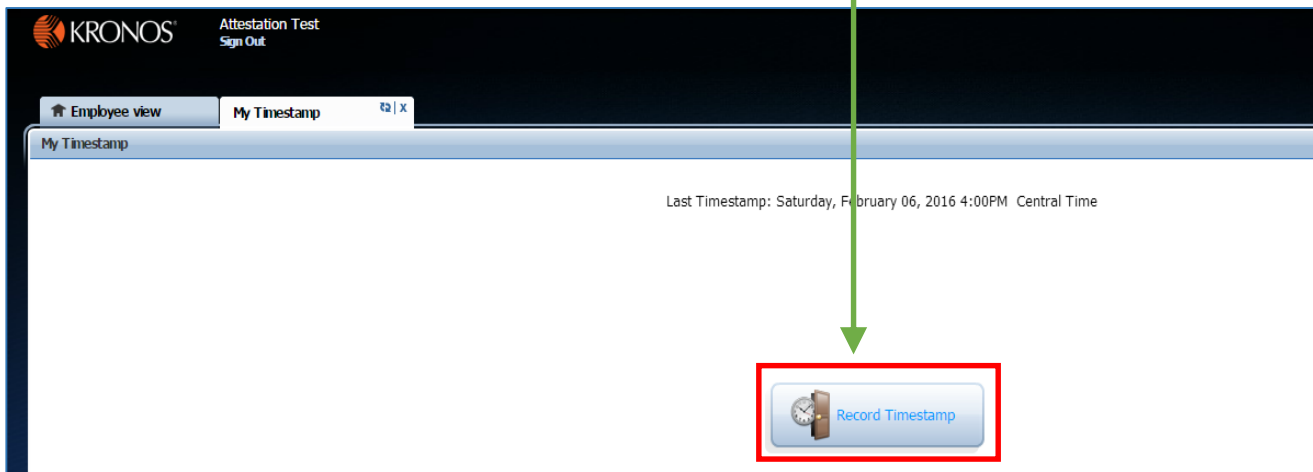 KRONOS®
Attestation Test
Sign Out
Employee view
My Timestamp
X
My Timestamp
Last Timestamp: Saturday, February 06, 2016 4:00PM Central Time
Record Timestamp